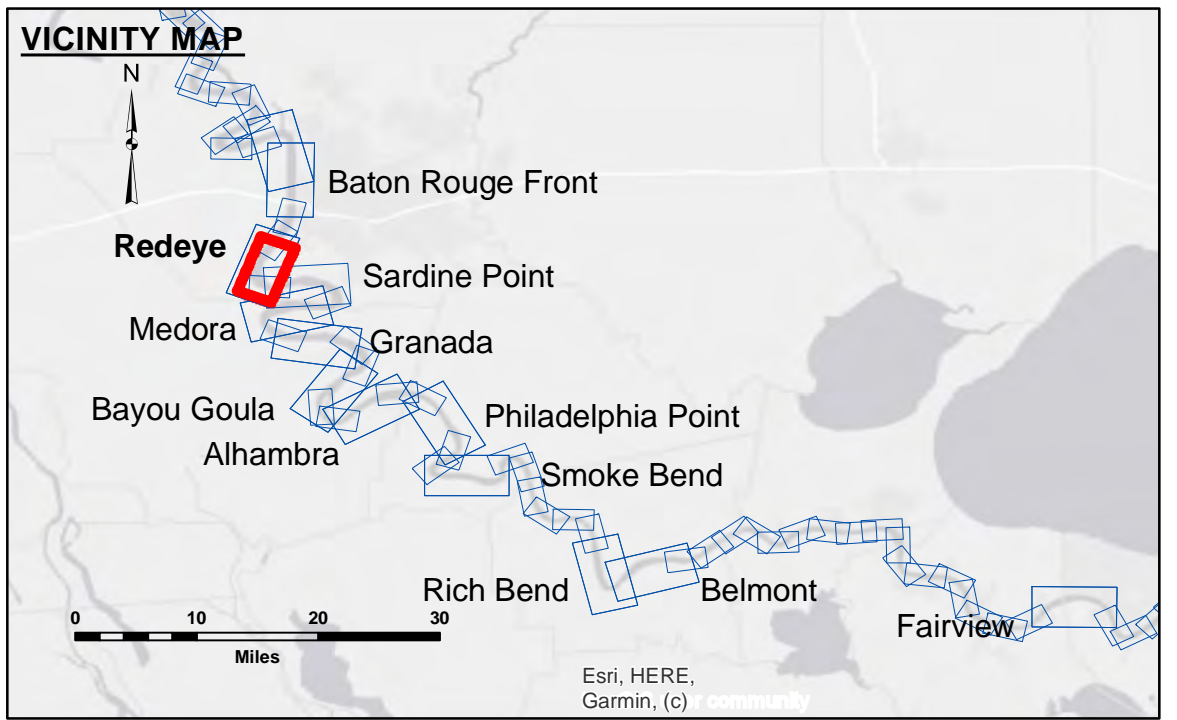 VICINITY MAP
N
Baton Rouge Front
Redeye
Sardine Point
Medora
Granada
Bayou Goula
Philadelphia Point
Alhambra
Smoke Bend
Rich Bend
Belmont
Fairview
0 10 20 30
Miles
Esri, HERE,
Garmin, (c)
community